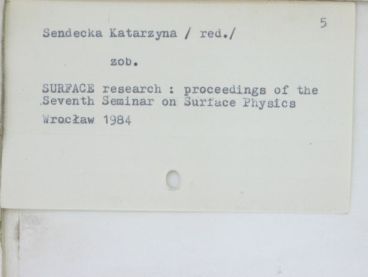 5
Sendecka Katarzyna / red./
zob.
SURFACE research : proceedings of the
Seventh Seminar on Surface Physics
Wrocław 1984